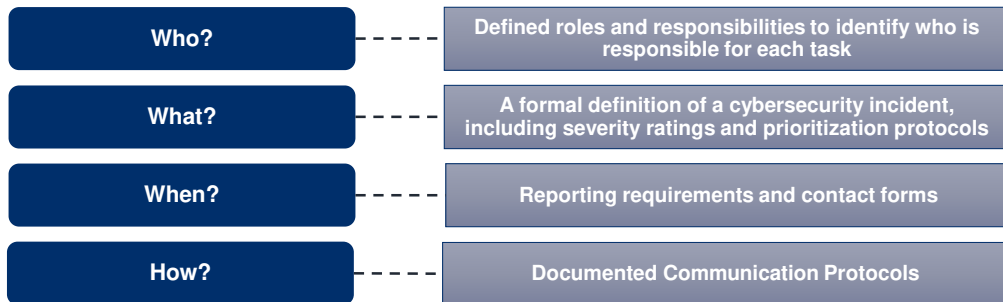 Who?
Defined roles and responsibilities to identify who is
responsible for each task
What?
A formal definition of a cybersecurity incident,
including severity ratings and prioritization protocols
When?
Reporting requirements and contact forms
How?
Documented Communication Protocols